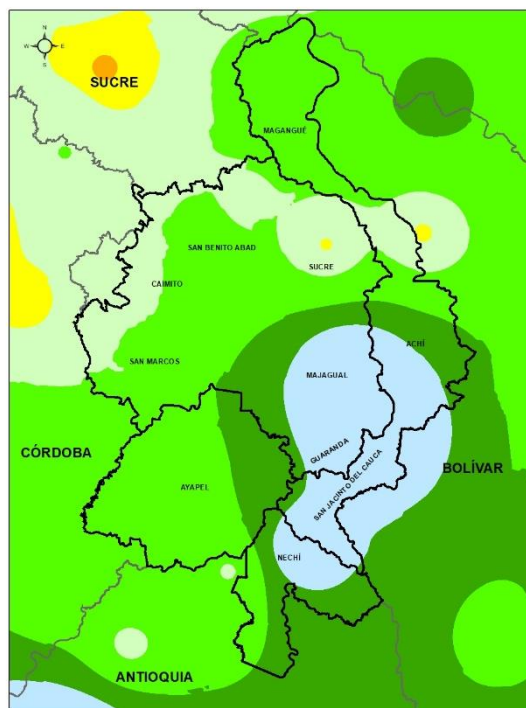 N
W E
S
SUCRE
MAGANGUÉ
SAN BENITO ABAD
SUCRE
CAIMITO
ACHÍ
SAN MARCOS
MAJAGUAL
CÓRDOBA
GUARANDA
BOLÍVAR
AYAPEL
SAN JACINTO DEL CAUCA
NECHÍ
ANTIOQUIA